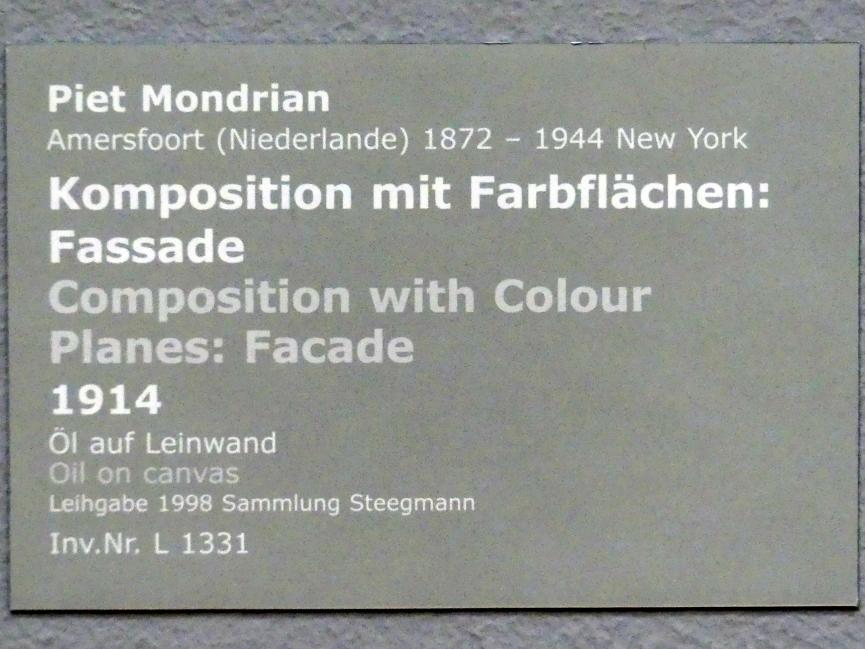 Piet Mondrian
Amersfoort (Niederlande) 1872 – 1944 New York
Komposition mit Farbflächen:
Fassade
Composition with Colour
Planes: Facade
1914
Öl auf Leinwand
Oil on canvas
Leihgabe 1998 Sammlung Steegmann
Inv.Nr. L 1331